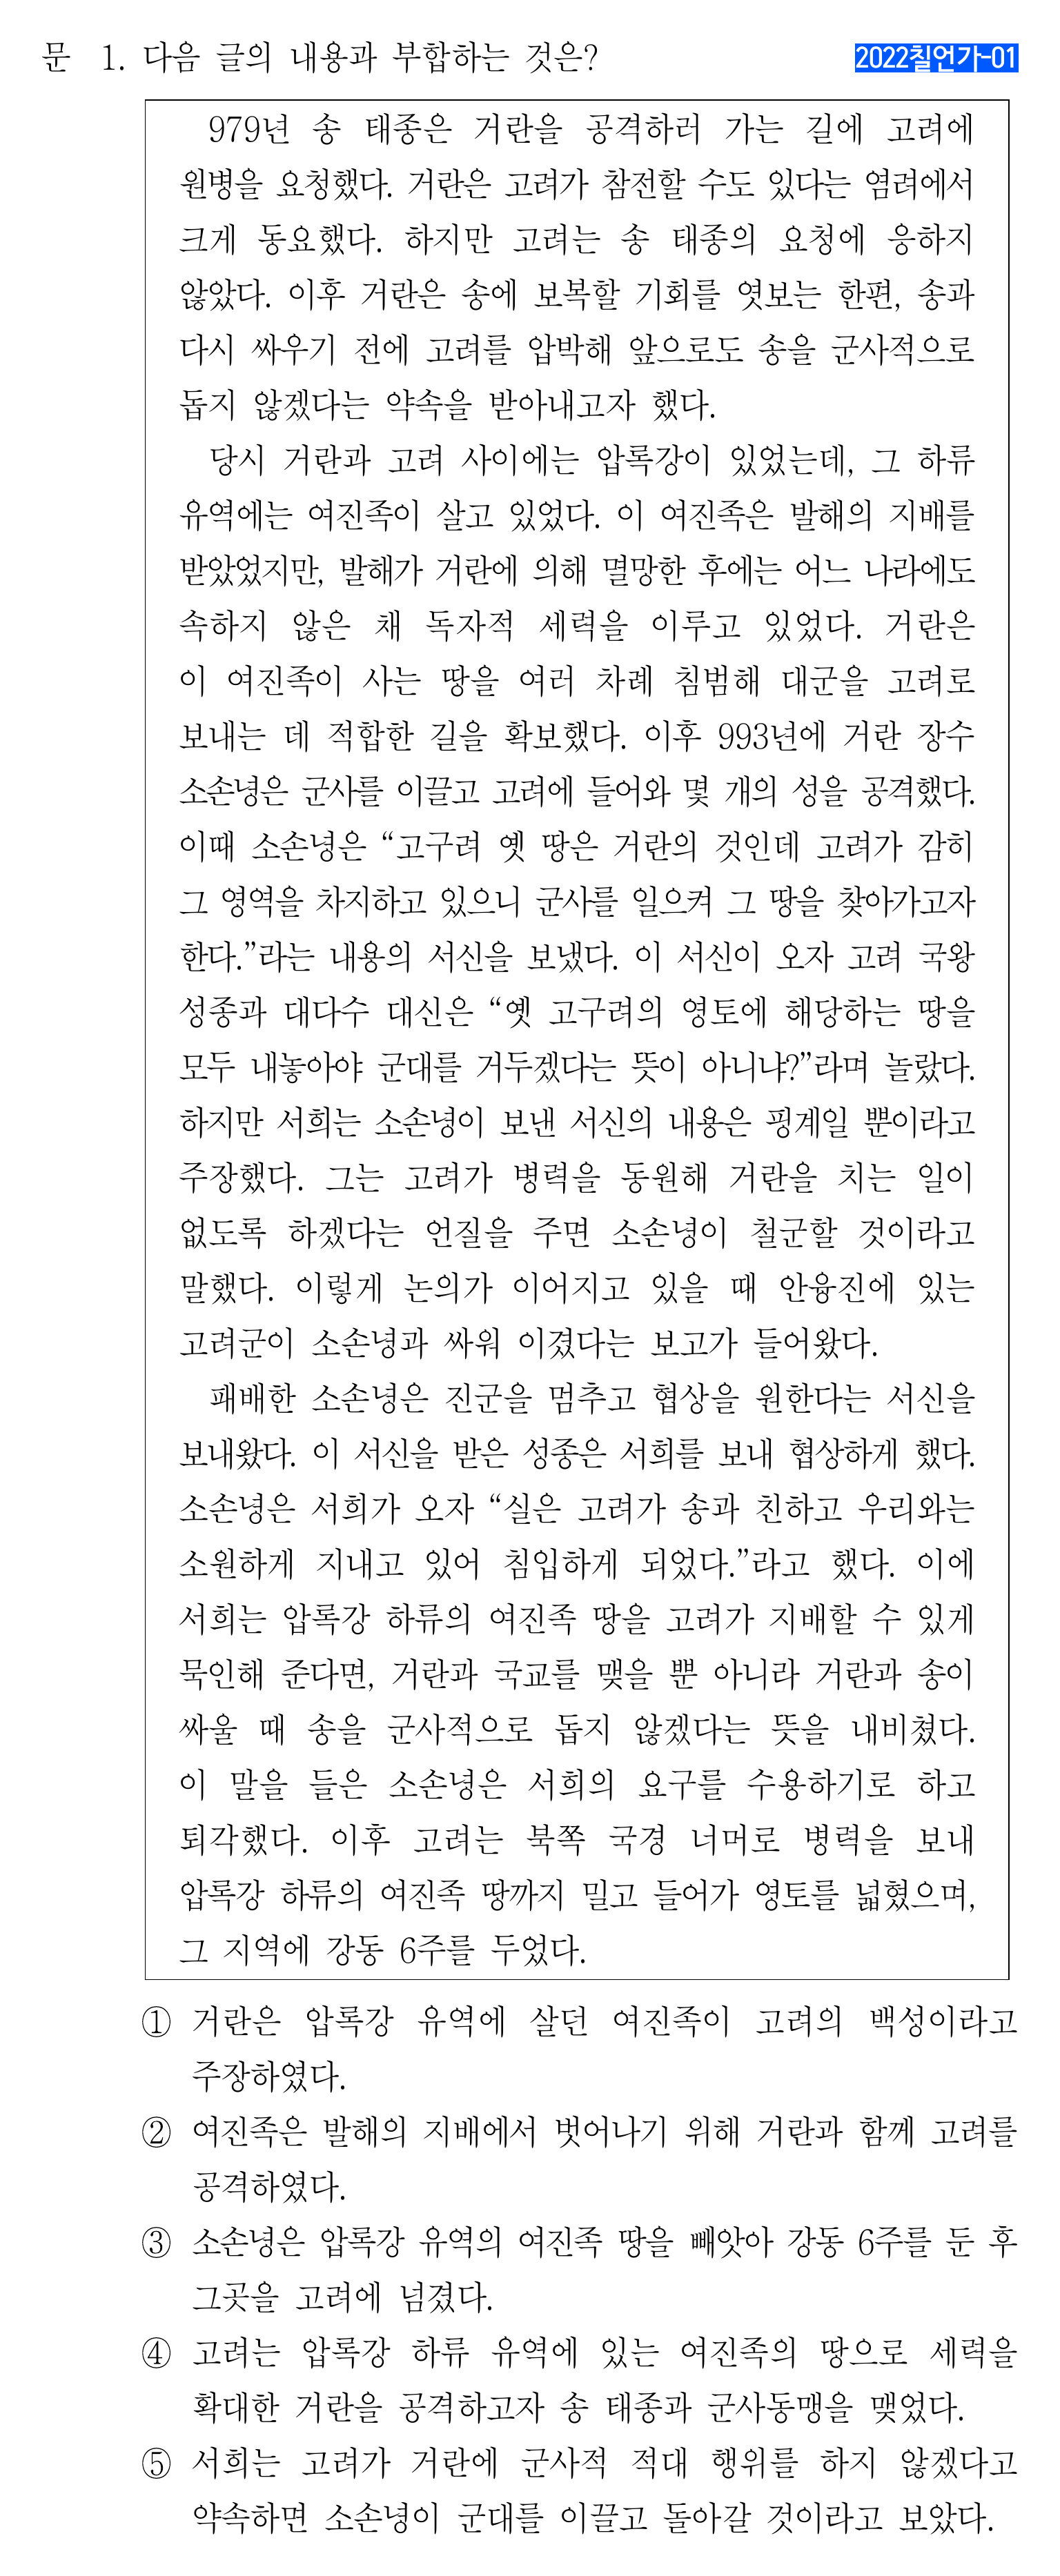 문 1. 다음 글의 내용과 부합하는 것은?
2022칠언가-01
979년 송 태종은 거란을 공격하러 가는 길에 고려에
원병을 요청했다. 거란은 고려가 참전할 수도 있다는 염려에서
크게 동요했다. 하지만 고려는 송 태종의 요청에 응하지
않았다. 이후 거란은 송에 보복할 기회를 엿보는 한편, 송과
다시 싸우기 전에 고려를 압박해 앞으로도 송을 군사적으로
돕지 않겠다는 약속을 받아내고자 했다.
당시 거란과 고려 사이에는 압록강이 있었는데, 그 하류
유역에는 여진족이 살고 있었다. 이 여진족은 발해의 지배를
받았었지만, 발해가 거란에 의해 멸망한 후에는 어느 나라에도
속하지 않은 채 독자적 세력을 이루고 있었다. 거란은
이 여진족이 사는 땅을 여러 차례 침범해 대군을 고려로
보내는 데 적합한 길을 확보했다. 이후 993년에 거란 장수
소손녕은 군사를 이끌고 고려에 들어와 몇 개의 성을 공격했다.
이때 소손녕은 “고구려 옛 땅은 거란의 것인데 고려가 감히
그 영역을 차지하고 있으니 군사를 일으켜 그 땅을 찾아가고자
한다.”라는 내용의 서신을 보냈다. 이 서신이 오자 고려 국왕
성종과 대다수 대신은 “옛 고구려의 영토에 해당하는 땅을
모두 내놓아야 군대를 거두겠다는 뜻이 아니냐?”라며 놀랐다.
하지만 서희는 소손녕이 보낸 서신의 내용은 핑계일 뿐이라고
주장했다. 그는 고려가 병력을 동원해 거란을 치는 일이
없도록 하겠다는 언질을 주면 소손녕이 철군할 것이라고
말했다. 이렇게 논의가 이어지고 있을 때 안융진에 있는
고려군이 소손녕과 싸워 이겼다는 보고가 들어왔다.
패배한 소손녕은 진군을 멈추고 협상을 원한다는 서신을
보내왔다. 이 서신을 받은 성종은 서희를 보내 협상하게 했다.
소손녕은 서희가 오자 “실은 고려가 송과 친하고 우리와는
소원하게 지내고 있어 침입하게 되었다.”라고 했다. 이에
서희는 압록강 하류의 여진족 땅을 고려가 지배할 수 있게
묵인해 준다면, 거란과 국교를 맺을 뿐 아니라 거란과 송이
싸울 때 송을 군사적으로 돕지 않겠다는 뜻을 내비쳤다.
이 말을 들은 소손녕은 서희의 요구를 수용하기로 하고
퇴각했다. 이후 고려는 북쪽 국경 너머로 병력을 보내
압록강 하류의 여진족 땅까지 밀고 들어가 영토를 넓혔으며,
그 지역에 강동 6주를 두었다.
① 거란은 압록강 유역에 살던 여진족이 고려의 백성이라고
주장하였다.
② 여진족은 발해의 지배에서 벗어나기 위해 거란과 함께 고려를
공격하였다.
③ 소손녕은 압록강 유역의 여진족 땅을 빼앗아 강동 6주를 둔 후
그곳을 고려에 넘겼다.
④ 고려는 압록강 하류 유역에 있는 여진족의 땅으로 세력을
확대한 거란을 공격하고자 송 태종과 군사동맹을 맺었다.
⑤ 서희는 고려가 거란에 군사적 적대 행위를 하지 않겠다고
약속하면 소손녕이 군대를 이끌고 돌아갈 것이라고 보았다.